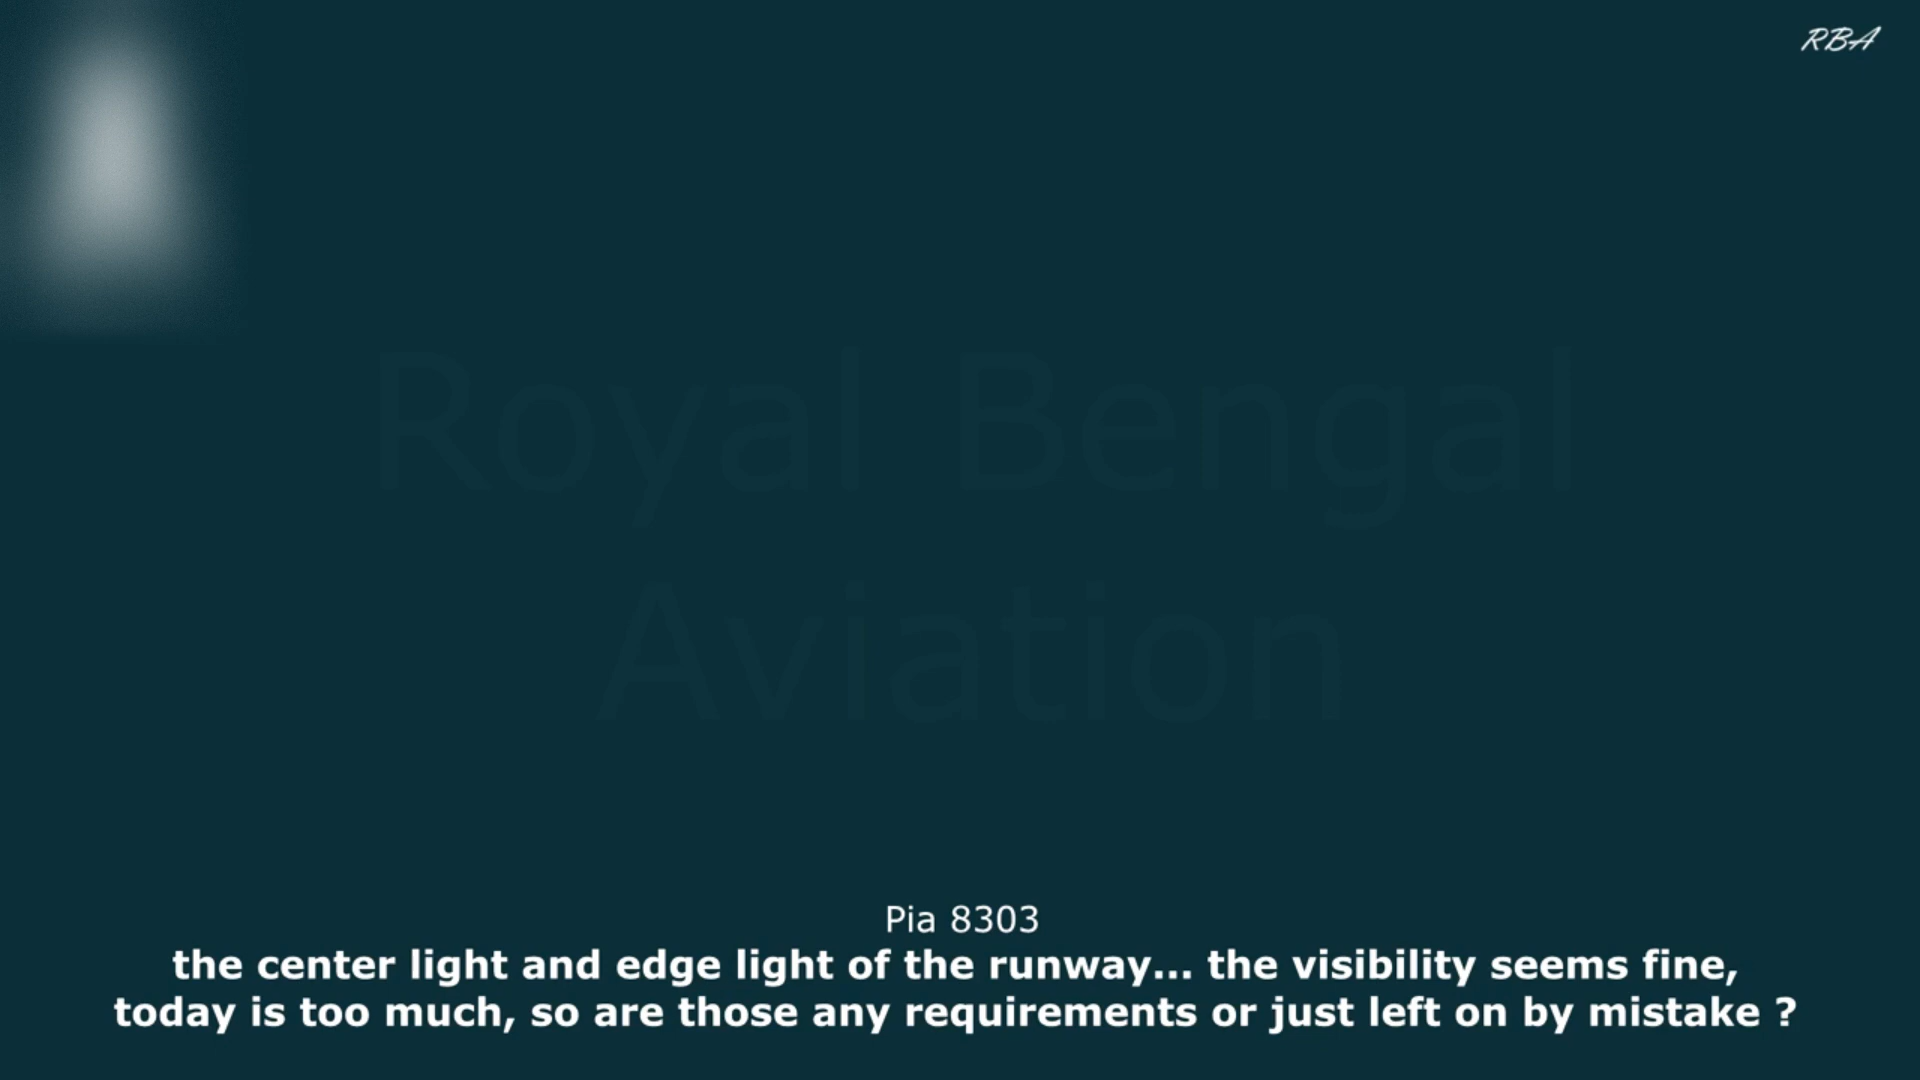 RBA
Royal Bengal
Aviation
Pia 8303
the center light and edge light of the runway... the visibility seems fine,
today is too much, so are those any requirements or just left on by mistake ?